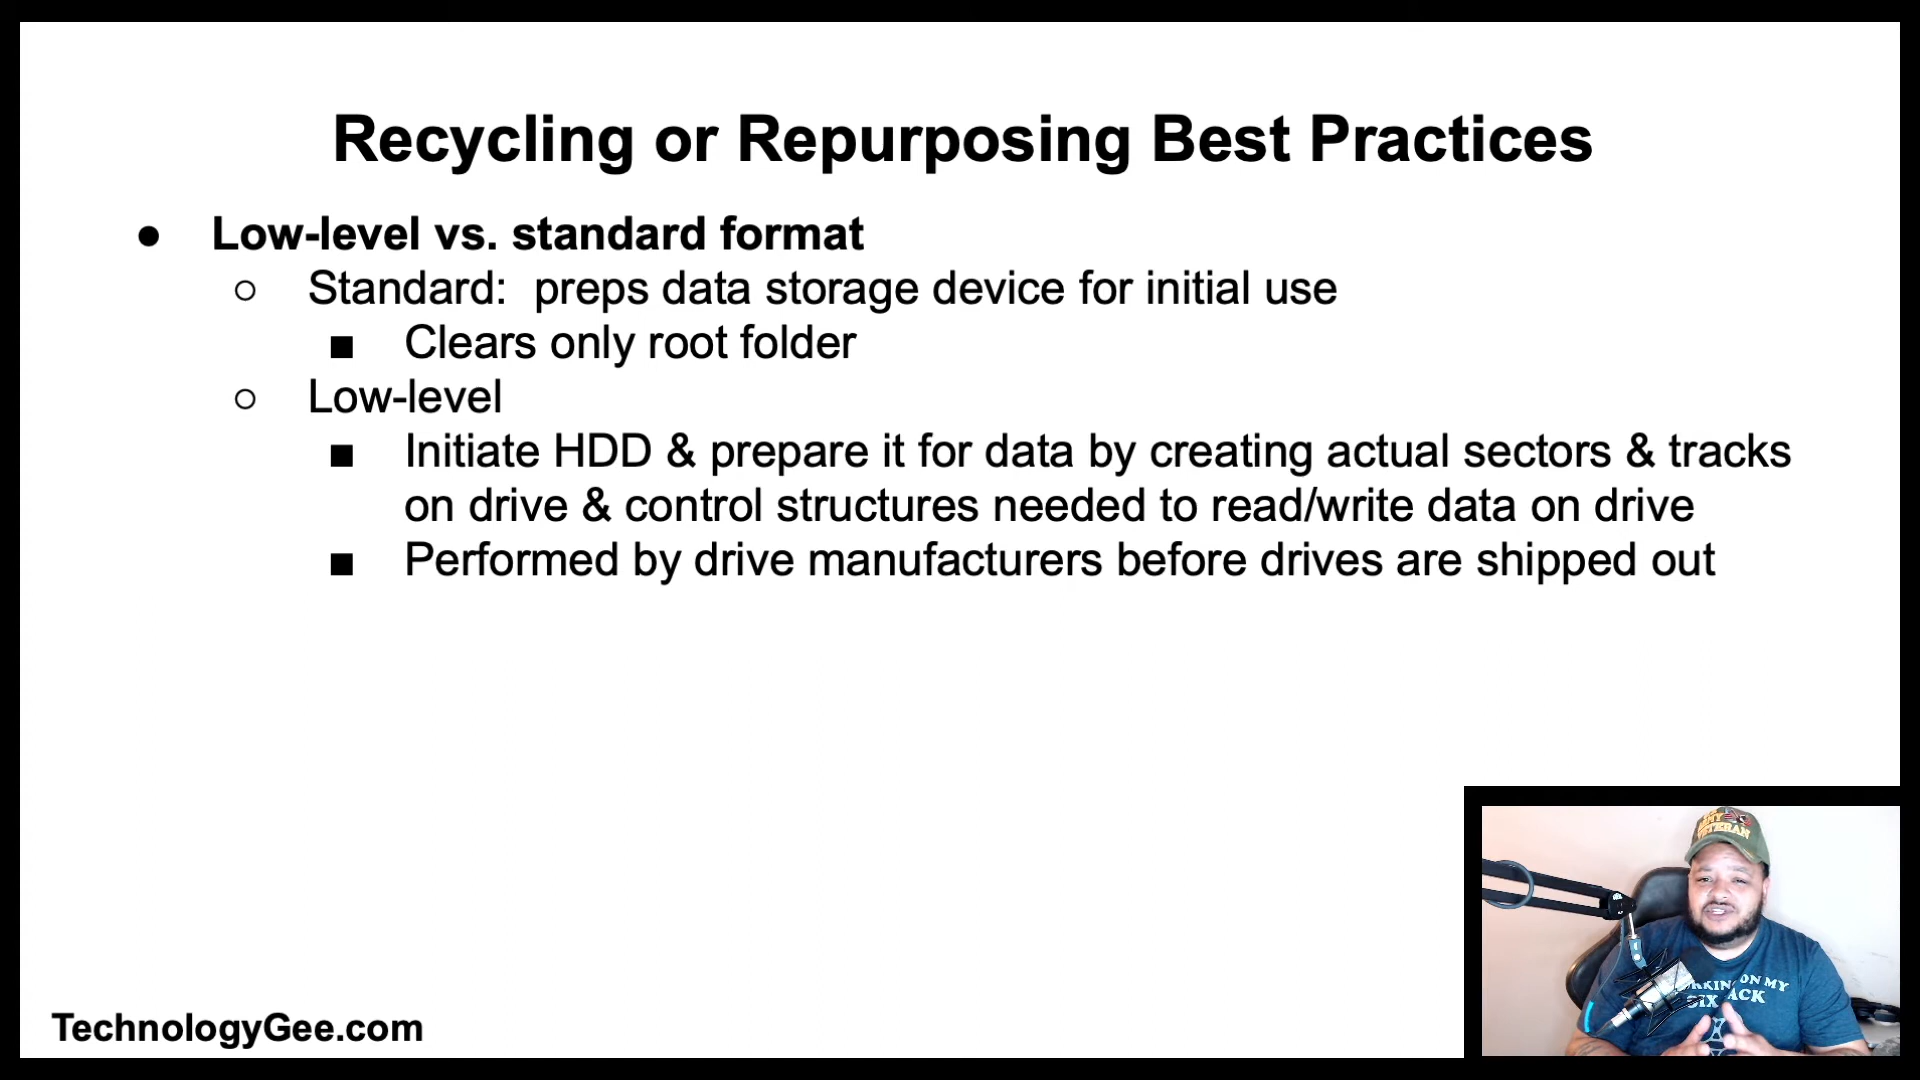 Recycling or Repurposing Best Practices
● Low-level vs. standard format
○ Standard: preps data storage device for initial use
■ Clears only root folder
○ Low-level
■ Initiate HDD & prepare it for data by creating actual sectors & tracks
on drive & control structures needed to read/write data on drive
■ Performed by drive manufacturers before drives are shipped out
VETERAN
ON MY
TechnologyGee.com